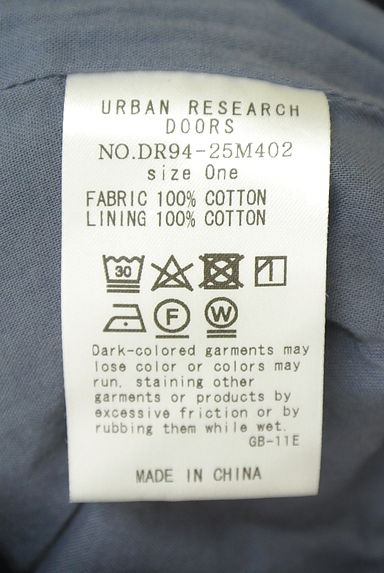 URBAN RESEARCH
DOORS
NO.DR94-25M402
size One
FABRIC 100% COTTON
LINING 100% COTTON
30
F W
Dark-colored garments may
lose color or colors may
run, staining other
garments or products by
excessive friction or by
rubbing them while wet.
GB-11E
MADE IN CHINA